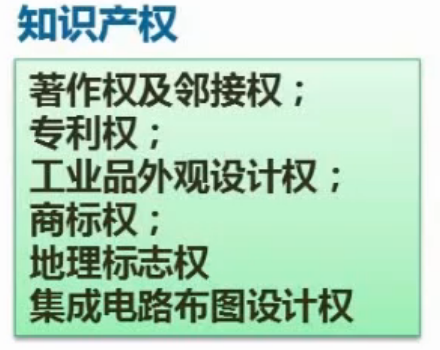 知识产权
著作权及邻接权；
专利权；
工业品外观设计权；
商标权；
地理标志权
集成电路布图设计权